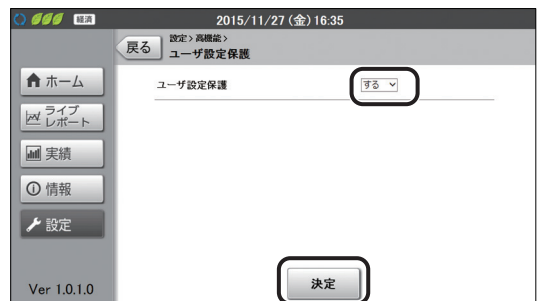 経済
2015/11/27(金)16:35
戻る
設定>高機能>
ユーザ設定保護
ホーム
ライブ
レポート
実績
情報
設定
Ver 1.0.1.0
ユーザ設定保護
する
決定